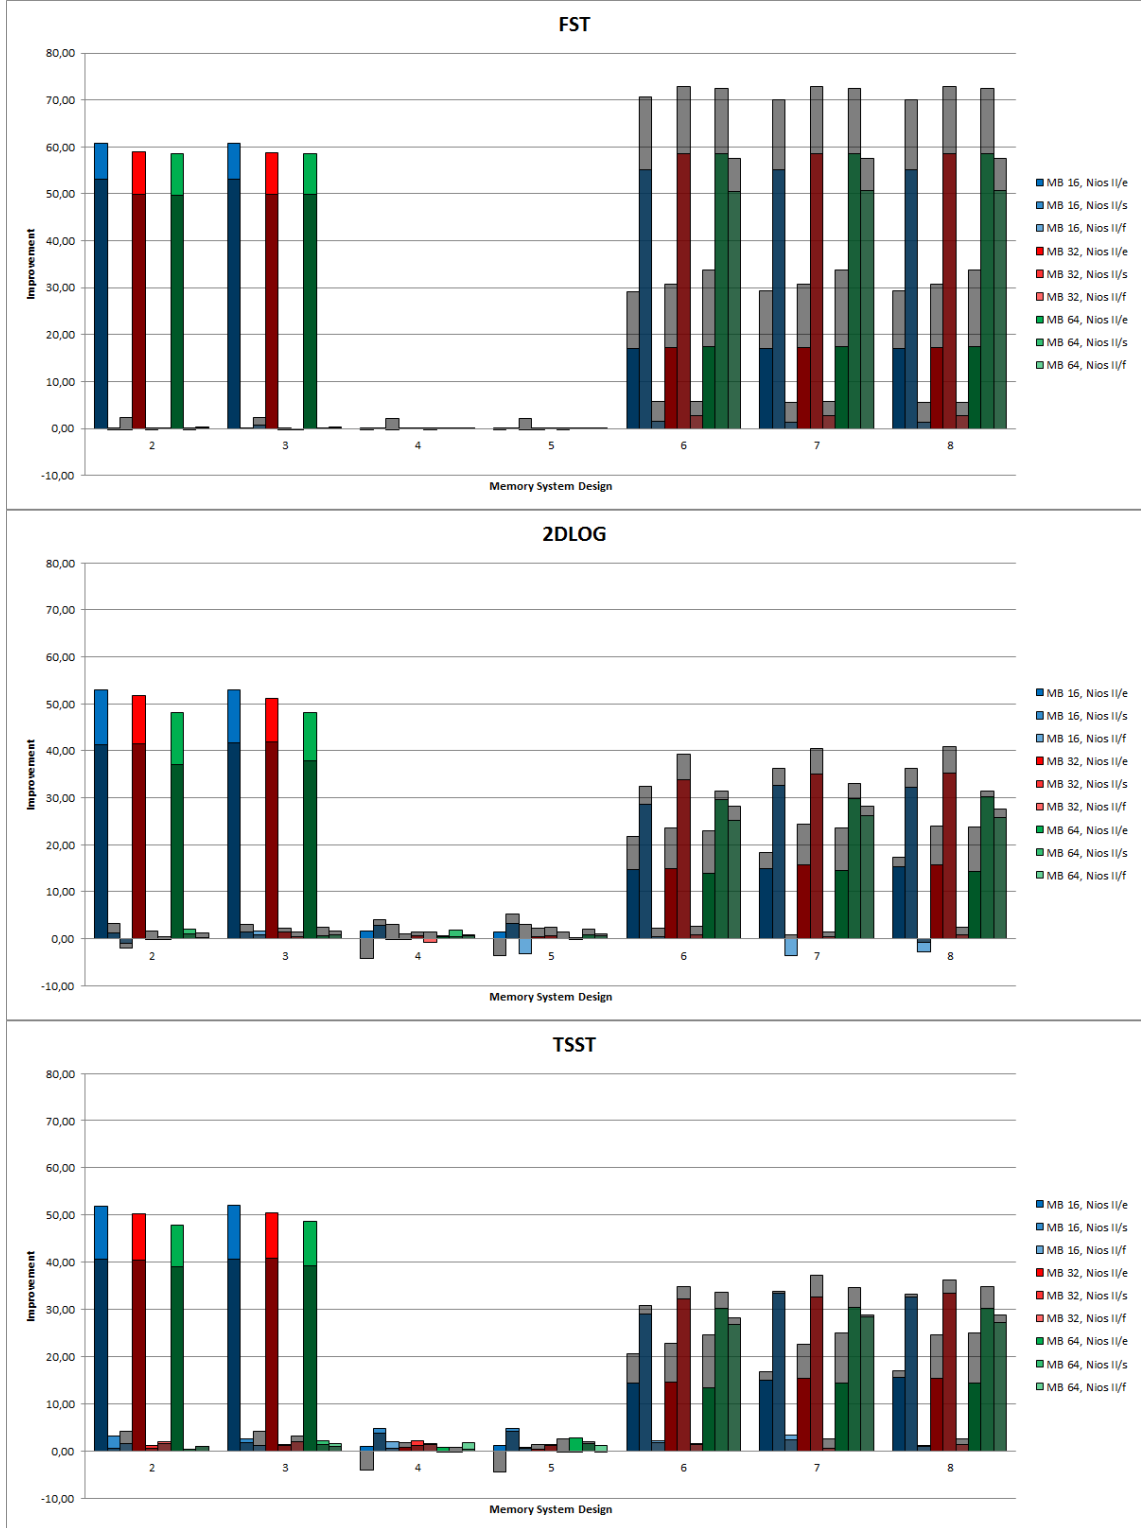 FST
80,00
70,00
60,00
50,00
40,00
30,00
20,00
10,00
0,00
-10,00
Improvement
2 3 4 5 6 7 8
Memory System Design
MB 16, Nios II/e
MB 16, Nios II/s
MB 16, Nios II/f
MB 32, Nios II/e
MB 32, Nios II/s
MB 32, Nios II/f
MB 64, Nios II/e
MB 64, Nios II/s
MB 64, Nios II/f
2DLOG
80,00
70,00
60,00
50,00
40,00
30,00
20,00
10,00
0,00
-10,00
Improvement
2 3 4 5 6 7 8
Memory System Design
MB 16, Nios II/e
MB 16, Nios II/s
MB 16, Nios II/f
MB 32, Nios II/e
MB 32, Nios II/s
MB 32, Nios II/f
MB 64, Nios II/e
MB 64, Nios II/s
MB 64, Nios II/f
TSST
80,00
70,00
60,00
50,00
40,00
30,00
20,00
10,00
0,00
-10,00
Improvement
2 3 4 5 6 7 8
Memory System Design
MB 16, Nios II/e
MB 16, Nios II/s
MB 16, Nios II/f
MB 32, Nios II/e
MB 32, Nios II/s
MB 32, Nios II/f
MB 64, Nios II/e
MB 64, Nios II/s
MB 64, Nios II/f